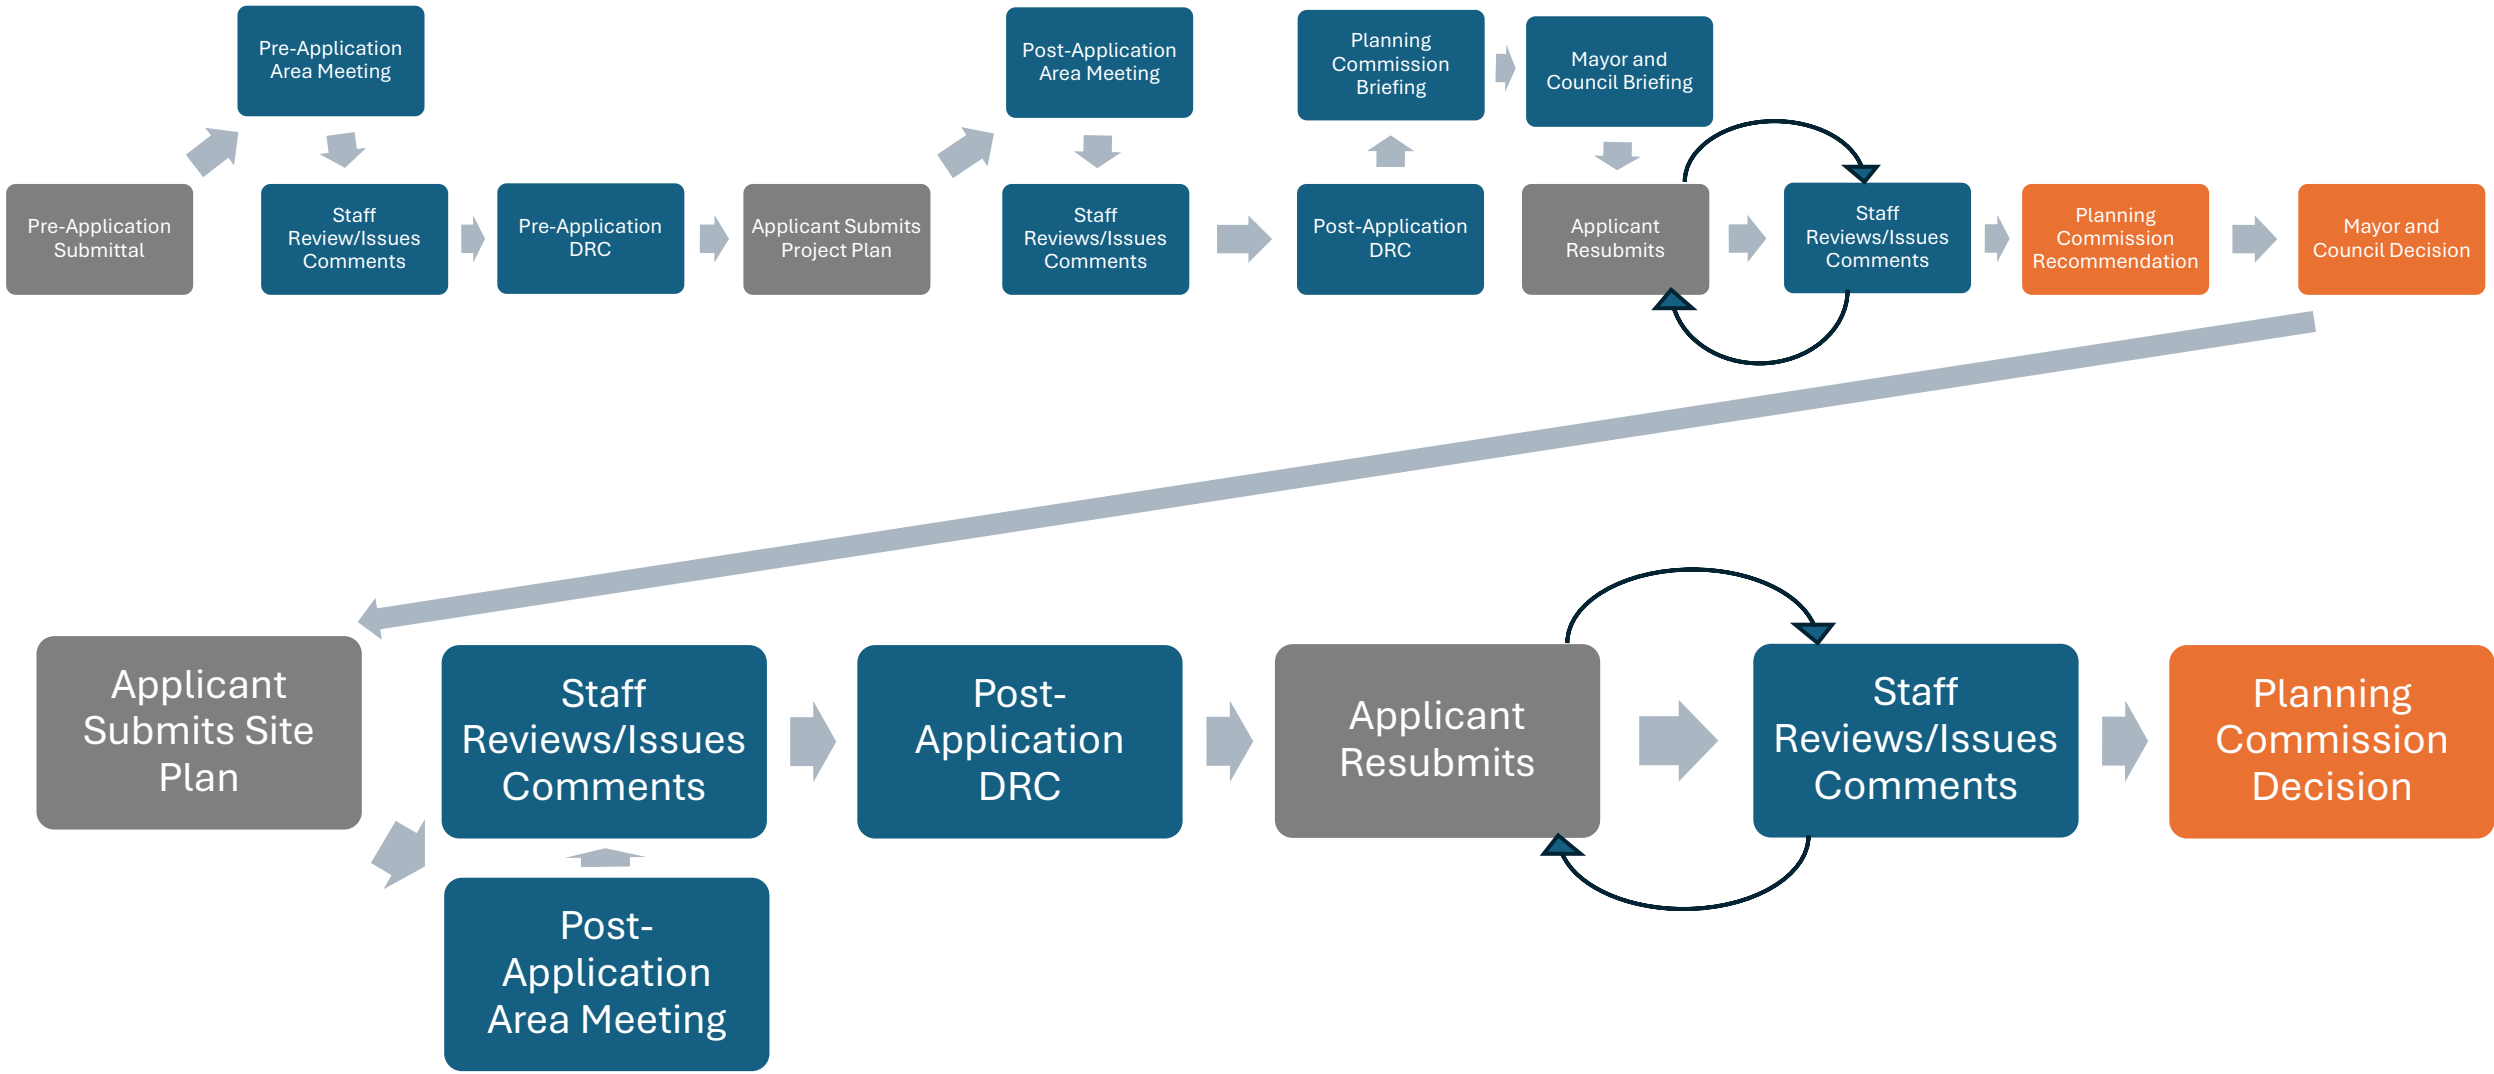 Pre-Application
Submittal
Pre-Application
Area Meeting
Staff
Review/Issues
Comments
Pre-Application
DRC
Applicant Submits
Project Plan
Post-Application
Area Meeting
Staff
Reviews/Issues
Comments
Post-Application
DRC
Planning
Commission
Briefing
Mayor and
Council Briefing
Applicant
Resubmits
Staff
Reviews/Issues
Comments
Planning
Commission
Recommendation
Mayor and
Council Decision
Applicant
Submits Site
Plan
Post-
Application
Area Meeting
Staff
Reviews/Issues
Comments
Post-
Application
DRC
Applicant
Resubmits
Staff
Reviews/Issues
Comments
Planning
Commission
Decision